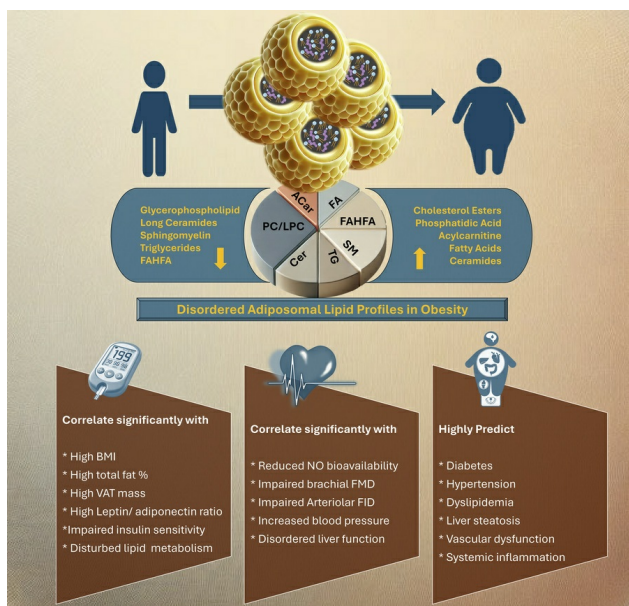 Glycerophospholipid
Long Ceramides
Sphingomyelin
Triglycerides
FAHFA
ACar
FA
PC/LPC
FAHFA
Cer
TG
SM
Cholesterol Esters
Phosphatidic Acid
Acylcarnitine
Fatty Acids
Ceramides
Disordered Adiposomal Lipid Profiles in Obesity
199
Correlate significantly with
* High BMI
* High total fat %
* High VAT mass
* High Leptin/ adiponectin ratio
*Impaired insulin sensitivity
* Disturbed lipid metabolism
Correlate significantly with
* Reduced NO bioavailability
* Impaired brachial FMD
* Impaired Arteriolar FID
* Increased blood pressure
* Disordered liver function
Highly Predict
* Diabetes
* Hypertension
* Dyslipidemia
* Liver steatosis
* Vascular dysfunction
* Systemic inflammation